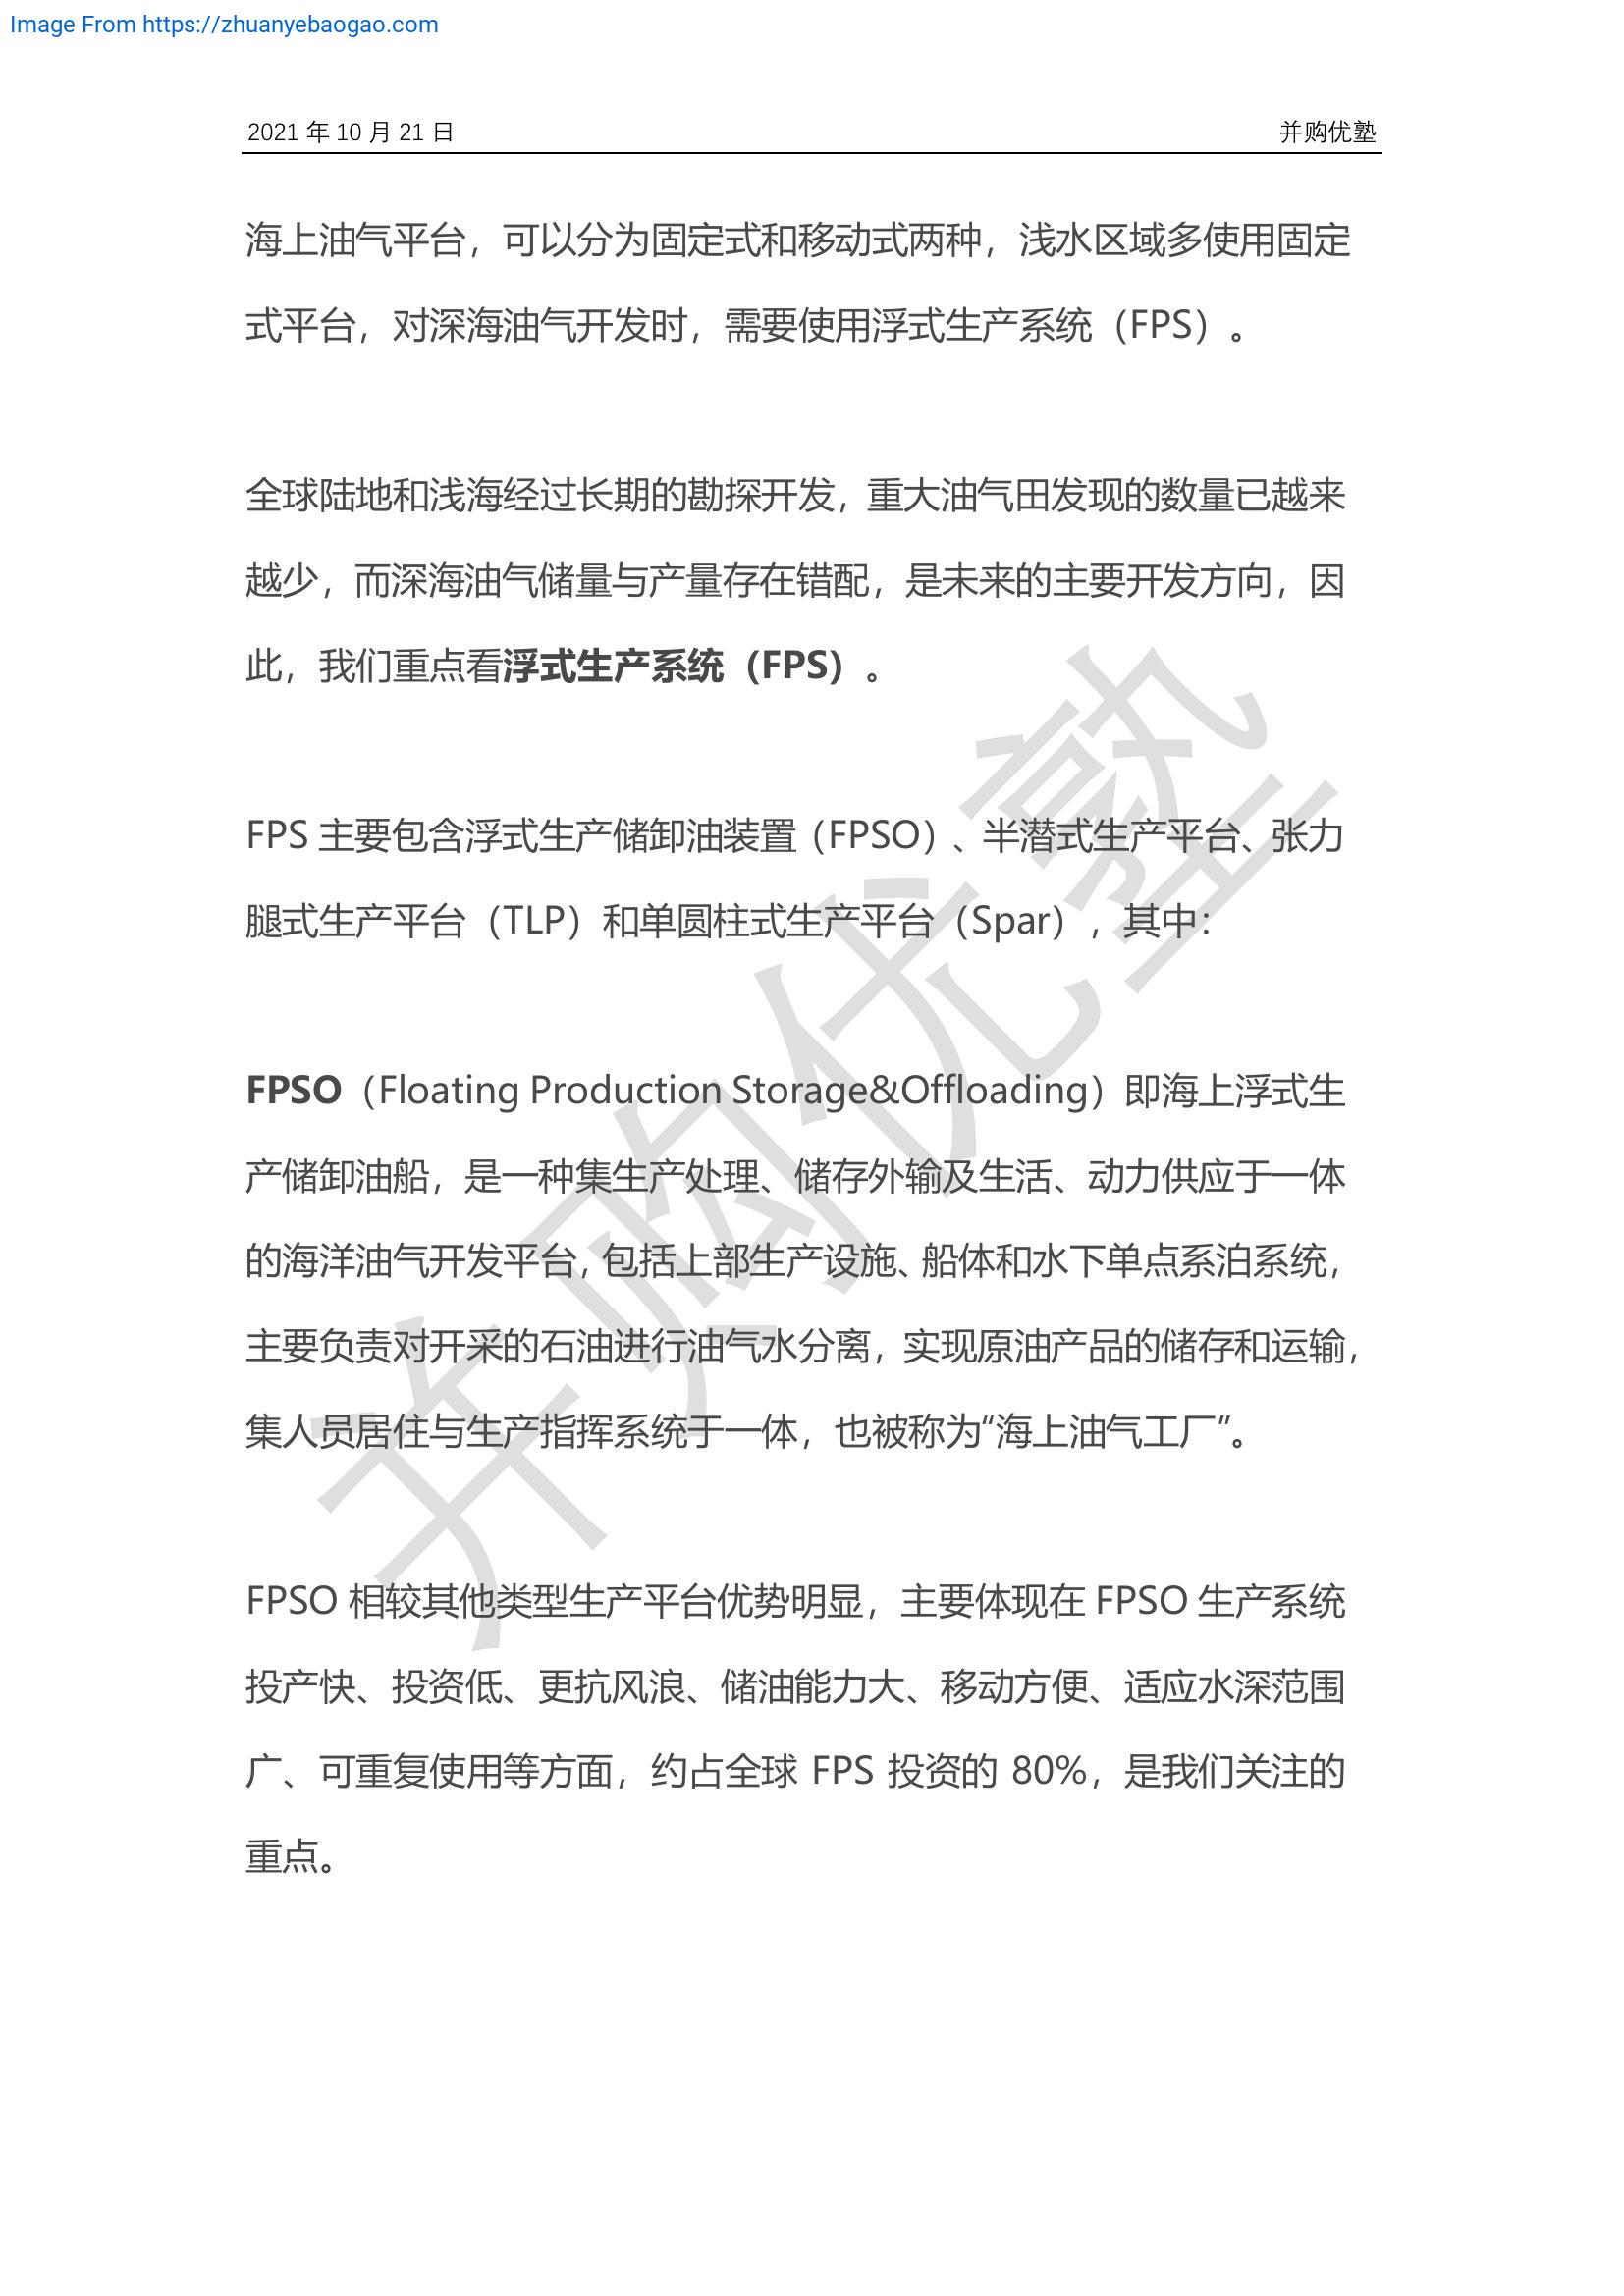 Image From https://zhuanyebaogao.com
2021 年 10 月 21 日
并购优塾
海上油气平台，可以分为固定式和移动式两种，浅水区域多使用固定
式平台，对深海油气开发时，需要使用浮式生产系统（FPS）。
全球陆地和浅海经过长期的勘探开发，重大油气田发现的数量已越来
越少，而深海油气储量与产量存在错配，是未来的主要开发方向，因
此，我们重点看浮式生产系统（FPS）。
FPS 主要包含浮式生产储卸油装置（FPSO）、半潜式生产平台、张力
腿式生产平台（TLP）和单圆柱式生产平台（Spar），其中：
FPSO（Floating Production Storage&Offloading）即海上浮式生
产储卸油船，是一种集生产处理、储存外输及生活、动力供应于一体
的海洋油气开发平台，包括上部生产设施、船体和水下单点系泊系统，
主要负责对开采的石油进行油气水分离，实现原油产品的储存和运输，
集人员居住与生产指挥系统于一体，也被称为“海上油气工厂”。
FPSO 相较其他类型生产平台优势明显，主要体现在 FPSO 生产系统
投产快、投资低、更抗风浪、储油能力大、移动方便、适应水深范围
广、可重复使用等方面，约占全球 FPS 投资的 80%，是我们关注的
重点。
并购优塾